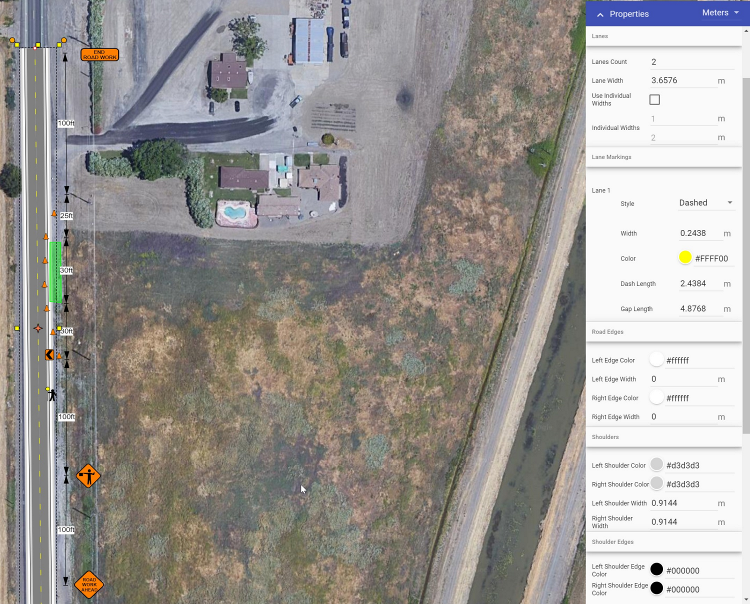 END
ROAD WORK
100ft
25ft
30ft
30ft
100ft
100ft
ROAD
WORK
AHEAD
Properties
Meters
Lanes
Lanes Count
2
Lane Width
3.6576
m
Use Individual
Widths
Individual Widths
1
m
2
m
Lane Markings
Lane 1
Style
Dashed
Width
0.2438
m
Color
#FFFF00
Dash Length
2.4384
m
Gap Length
4.8768
m
Road Edges
Left Edge Color
#ffffff
Left Edge Width
0
m
Right Edge Color
#ffffff
Right Edge Width
0
m
Shoulders
Left Shoulder Color
#d3d3d3
Right Shoulder Color
#d3d3d3
Left Shoulder Width
0.9144
m
Right Shoulder
Width
0.9144
m
Shoulder Edges
Left Shoulder Edge
Color
#000000
Right Shoulder Edge
Color
#000000